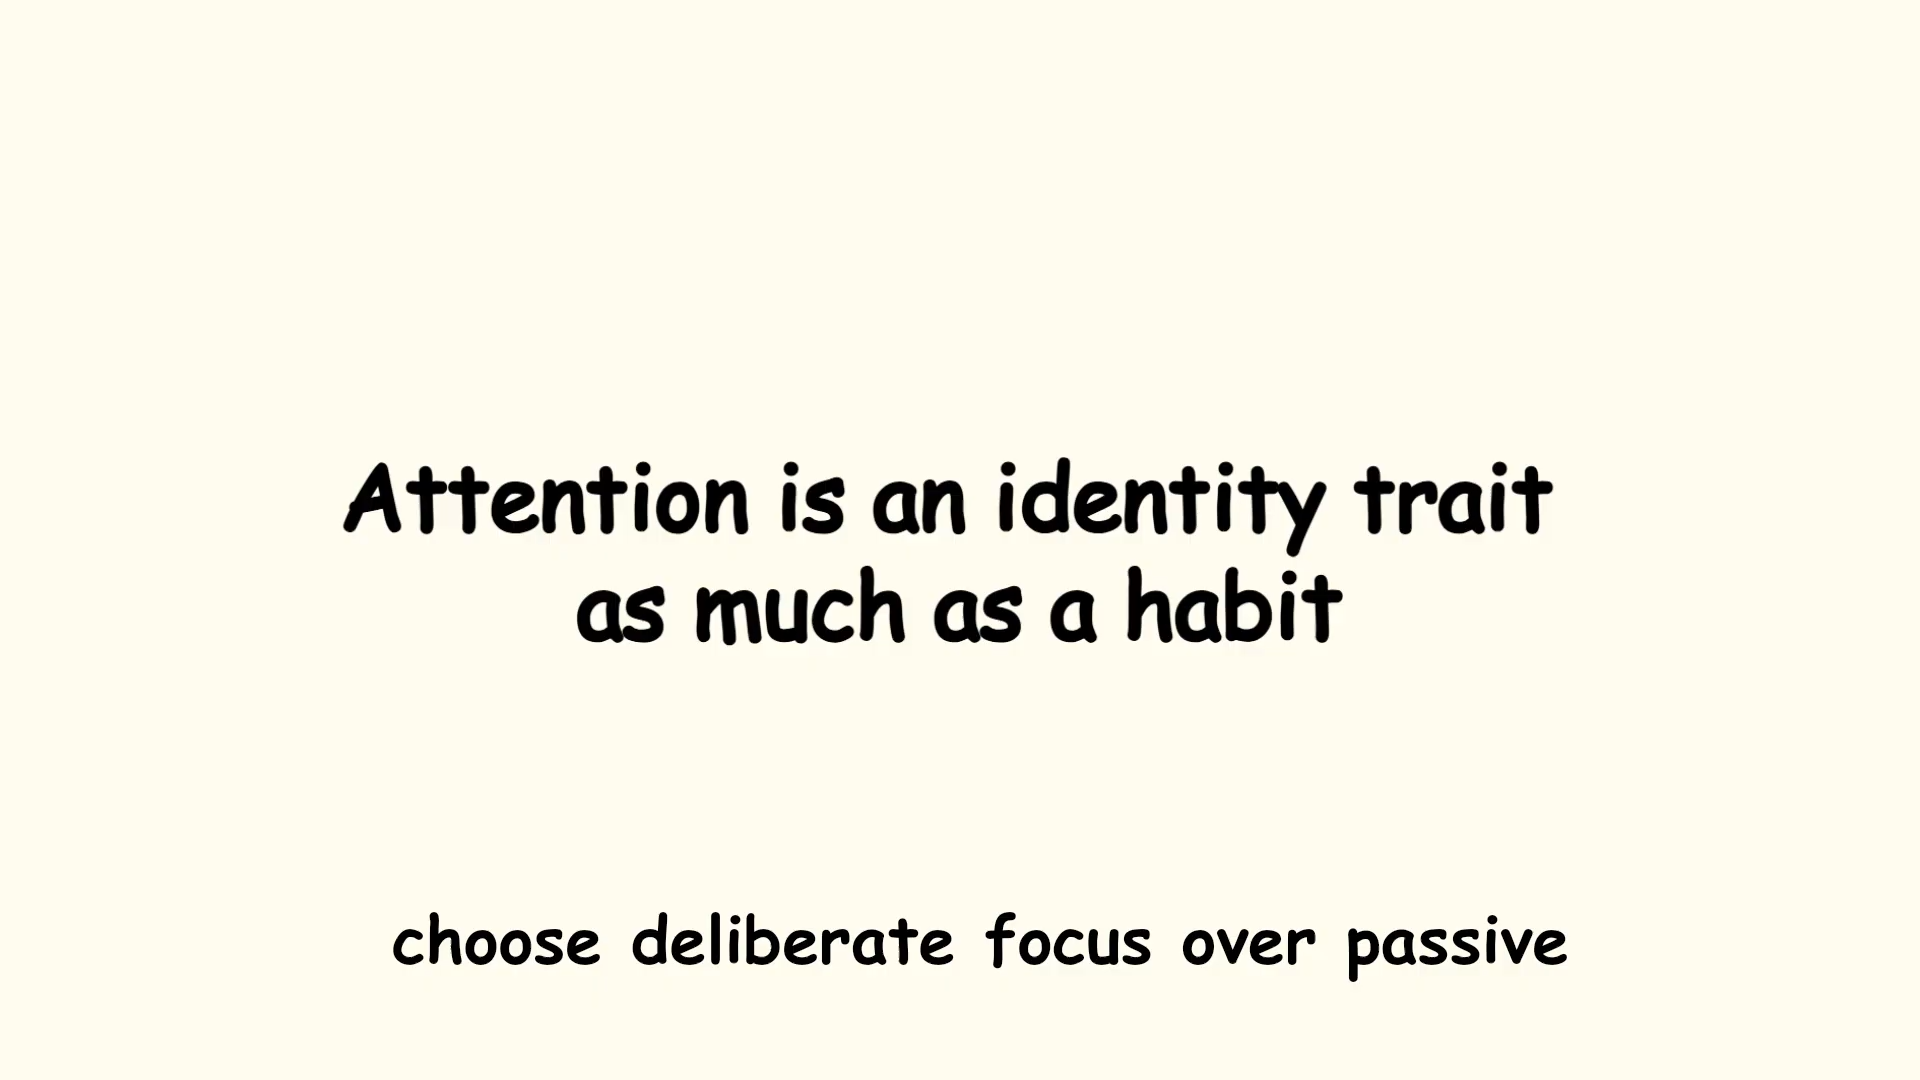 Attention is an identity trait
as much as a habit
choose deliberate focus over passive